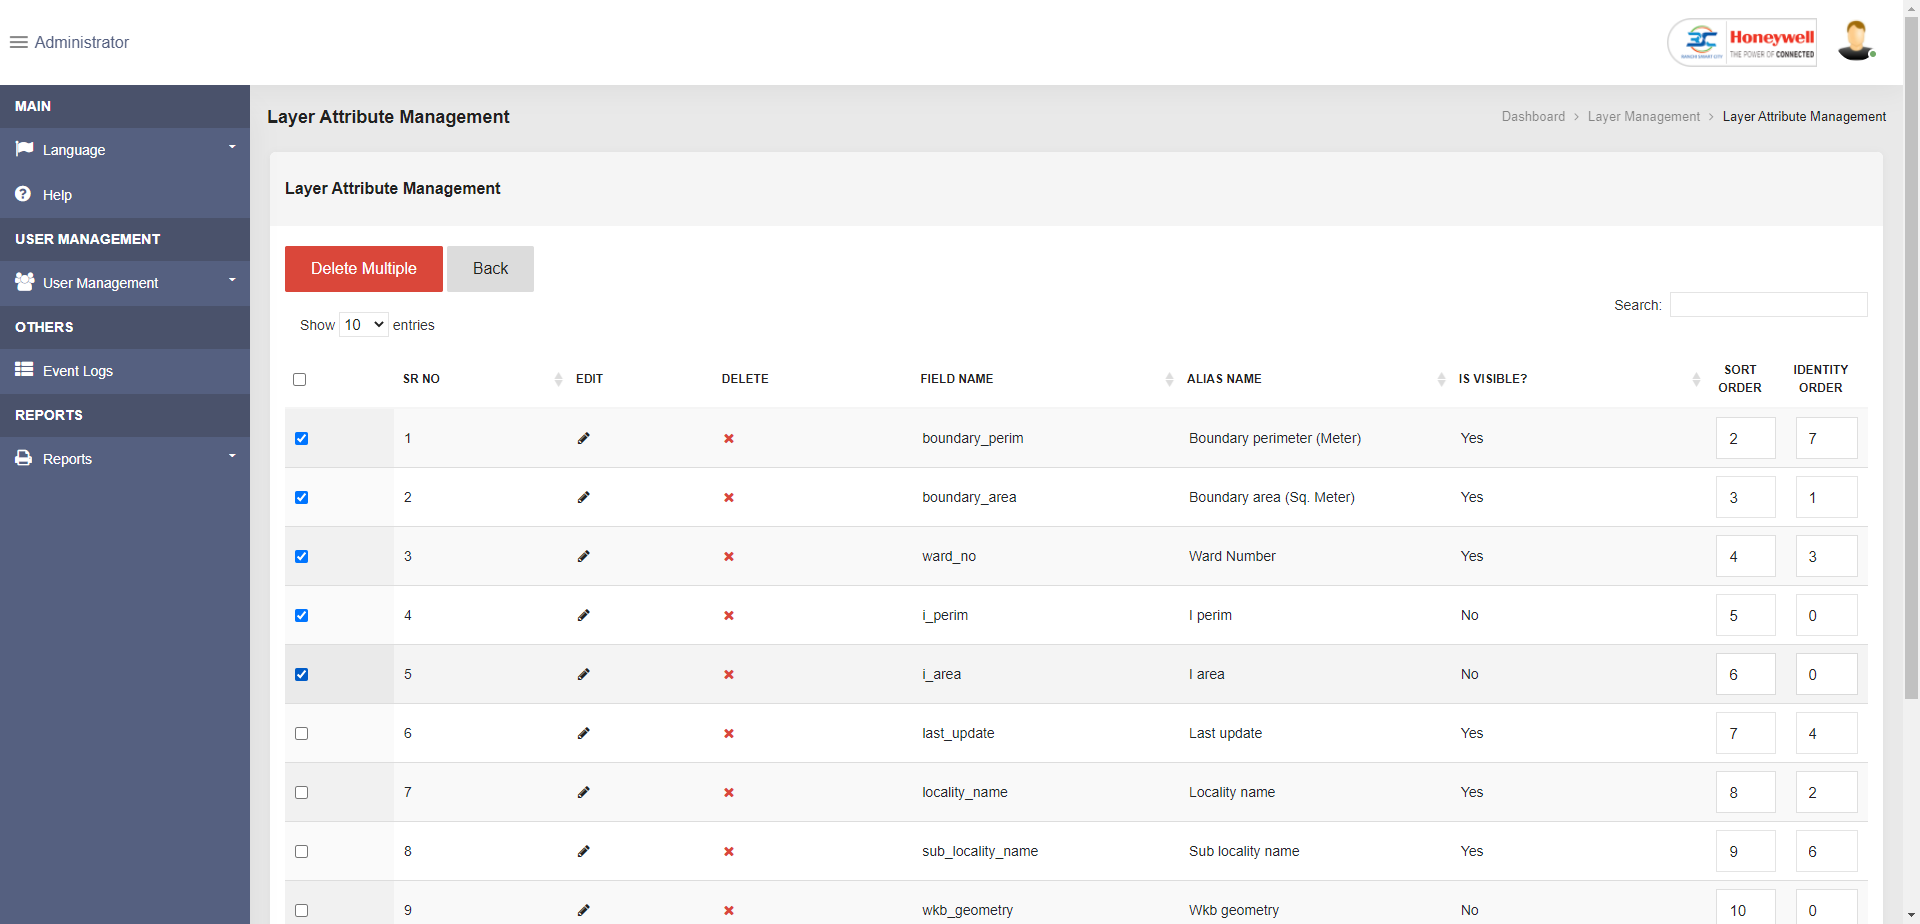 Administrator
Honeywell
THE POWER OF CONNECTED
MAIN
Language
Help
USER MANAGEMENT
User Management
OTHERS
Event Logs
REPORTS
Reports
Layer Attribute Management
Dashboard > Layer Management > Layer Attribute Management
Layer Attribute Management
Delete Multiple
Back
Show 10 entries
Search:
SR NO EDIT DELETE FIELD NAME ALIAS NAME IS VISIBLE? SORT ORDER IDENTITY ORDER
1 boundary_perim Boundary perimeter (Meter) Yes 2 7
2 boundary_area Boundary area (Sq. Meter) Yes 3 1
3 ward_no Ward Number Yes 4 3
4 i_perim I perim No 5 0
5 i_area I area No 6 0
6 last_update Last update Yes 7 4
7 locality_name Locality name Yes 8 2
8 sub_locality_name Sub locality name Yes 9 6
9 wkb_geometry Wkb geometry No 10 0